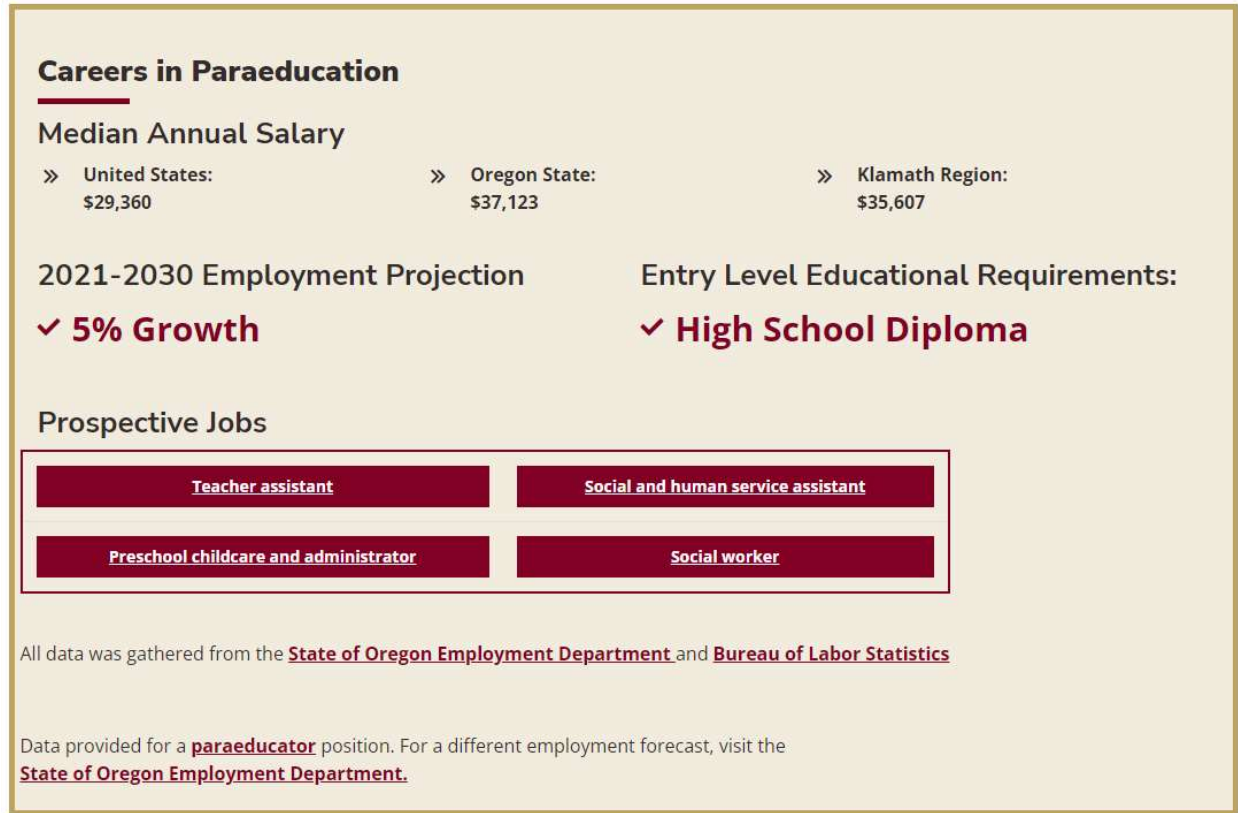 Careers in Paraeducation
Median Annual Salary
» United States:
$29,360
» Oregon State:
$37,123
» Klamath Region:
$35,607
2021-2030 Employment Projection
✓ 5% Growth
Entry Level Educational Requirements:
✓ High School Diploma
Prospective Jobs
Teacher assistant
Social and human service assistant
Preschool childcare and administrator
Social worker
All data was gathered from the State of Oregon Employment Department and Bureau of Labor Statistics
Data provided for a paraeducator position. For a different employment forecast, visit the
State of Oregon Employment Department.